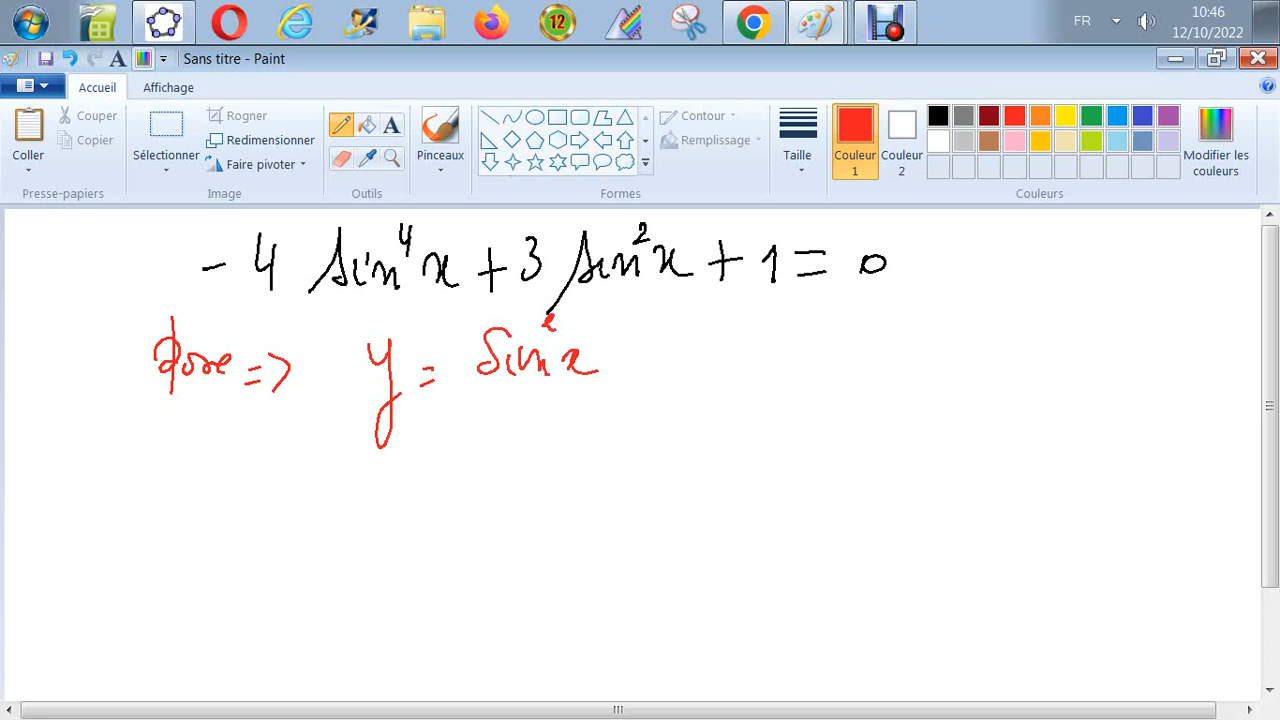 12
FR
10:46
12/10/2022
Sans titre - Paint
Accueil
Affichage
Coller
Couper
Copier
Presse-papiers
Sélectionner
Rogner
Redimensionner
Faire pivoter
Image
Outils
Pinceaux
Contour
Remplissage
Formes
Taille
Couleur 1
Couleur 2
Modifier les couleurs
Couleurs
- 4 sin⁴x + 3 sin²x + 1 = 0
pose => y = sin²x